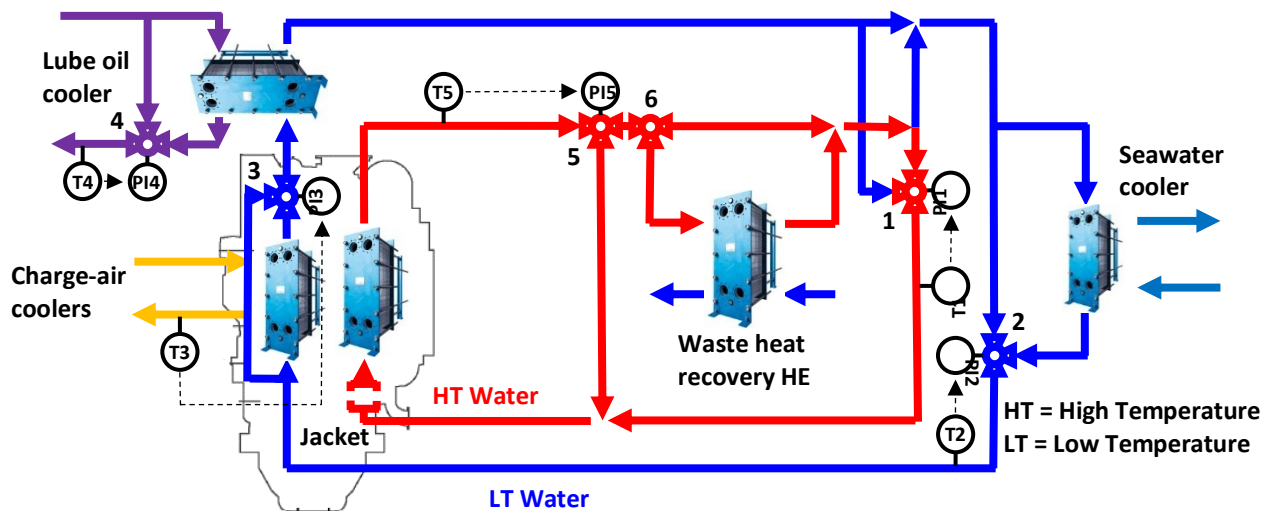 Lube oil
cooler
4
T4
PI4
3
PI3
T5
PI5
6
5
1
PI1
T1
Seawater
cooler
Charge-air
coolers
T3
Waste heat
recovery HE
2
PI2
T2
HT Water
Jacket
HT = High Temperature
LT = Low Temperature
LT Water